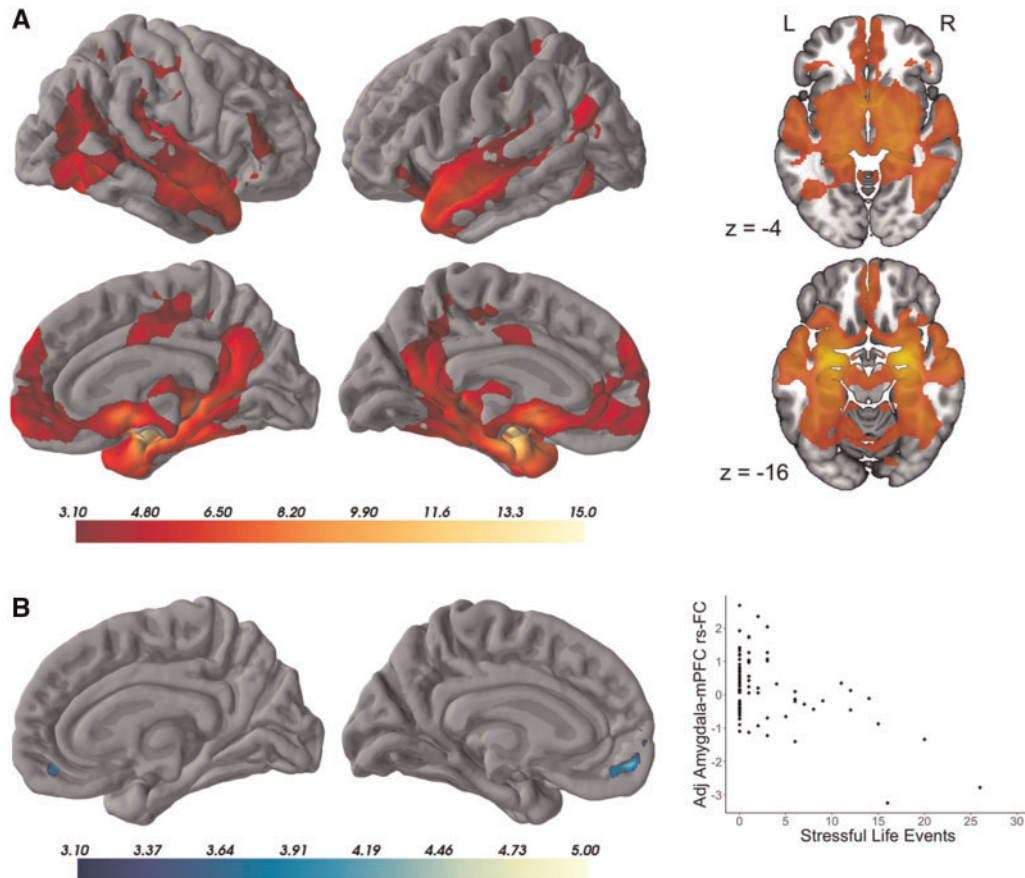 A
L R
z = -4
z = -16
3.10 4.80 6.50 8.20 9.90 11.6 13.3 15.0
B
3.10 3.37 3.64 3.91 4.19 4.46 4.73 5.00
Adj Amygdala-mPFC rs-FC
2
1
0
-1
-2
-3
0 5 10 15 20 25 30
Stressful Life Events